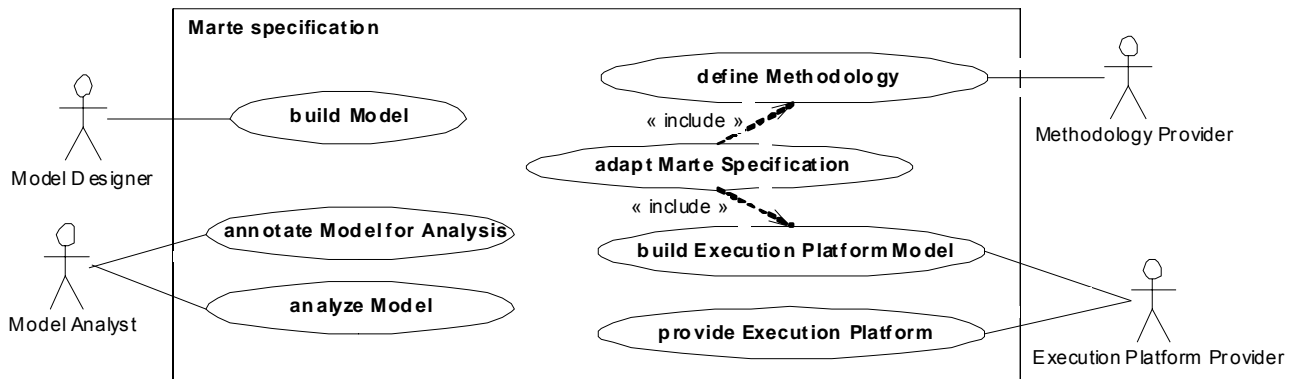 Marte specification
define Methodology
build Model
« include »
Methodology Provider
adapt Marte Specification
Model Designer
« include »
annotate Model for Analysis
build Execution Platform Model
analyze Model
Model Analyst
provide Execution Platform
Execution Platform Provider